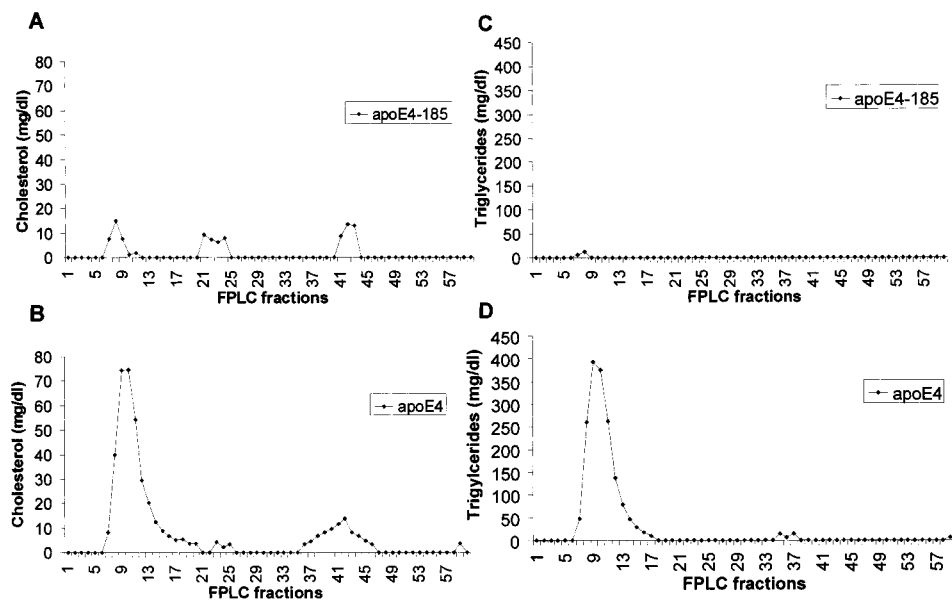 A
80
70
60
50
40
30
20
10
0
Cholesterol (mg/dl)
apoE4-185
1 5 9 13 17 21 25 29 33 37 41 45 49 53 57
FPLC fractions
C
450
400
350
300
250
200
150
100
50
0
Triglycerides (mg/dl)
apoE4-185
1 5 9 13 17 21 25 29 33 37 41 45 49 53 57
FPLC fractions
B
80
70
60
50
40
30
20
10
0
Cholesterol (mg/dl)
apoE4
1 5 9 13 17 21 25 29 33 37 41 45 49 53 57
FPLC fractions
D
450
400
350
300
250
200
150
100
50
0
Trigylcerides (mg/dl)
apoE4
1 5 9 13 17 21 25 29 33 37 41 45 49 53 57
FPLC fractions